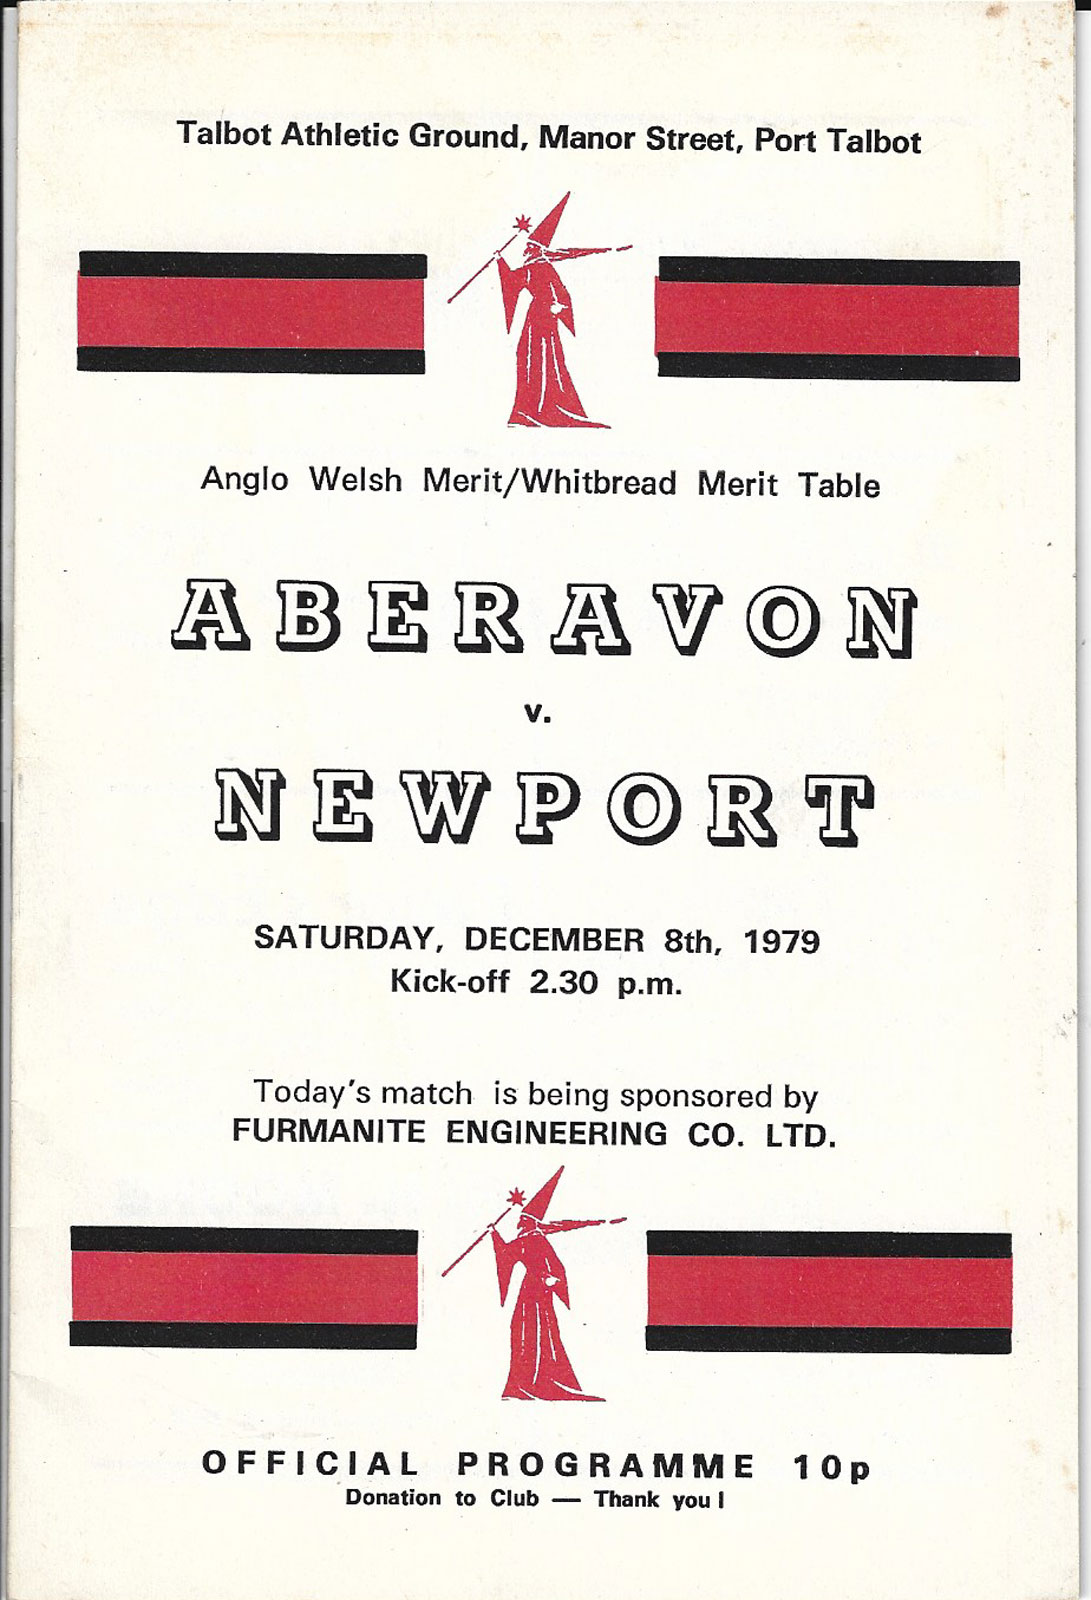 Talbot Athletic Ground, Manor Street, Port Talbot
Anglo Welsh Merit/Whitbread Merit Table
ABERAVON
v.
NEWPORT
SATURDAY, DECEMBER 8th, 1979
Kick-off 2.30 p.m.
Today's match is being sponsored by
FURMANITE ENGINEERING CO. LTD.
OFFICIAL PROGRAMME 10p
Donation to Club — Thank you !